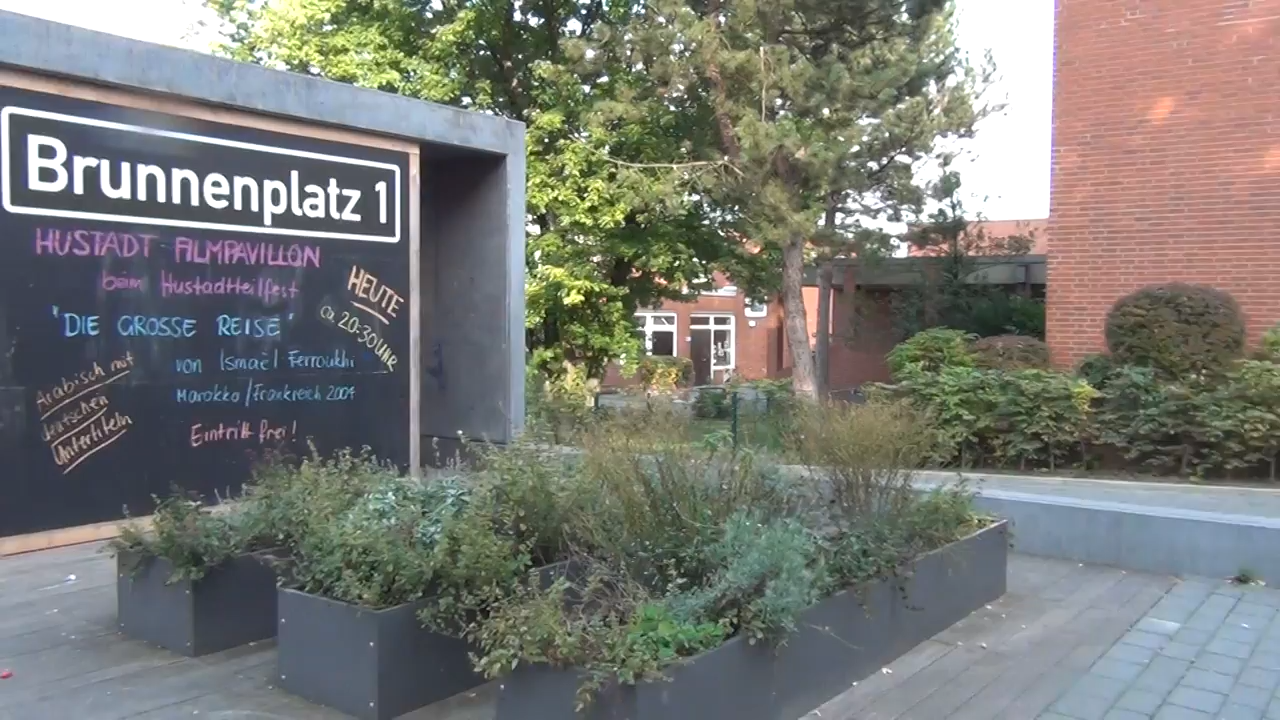 Brunnenplatz 1
HUSTADT FILMPAVILLON
beim Hustadtteilfest
HEUTE
ca. 20:30 UHR
"DIE GROSSE REISE"
von Ismaël Ferroukhi
Marokko/Frankreich 2004
Arabisch mit
deutschen
Untertiteln
Eintritt frei!